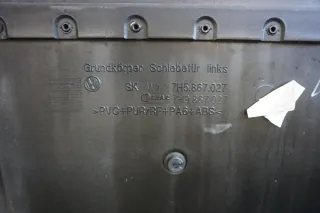 Grundkörper-Schiebetür links
SK 7H5.867.027
>PVC+PUR+RF+PA6+ABS<